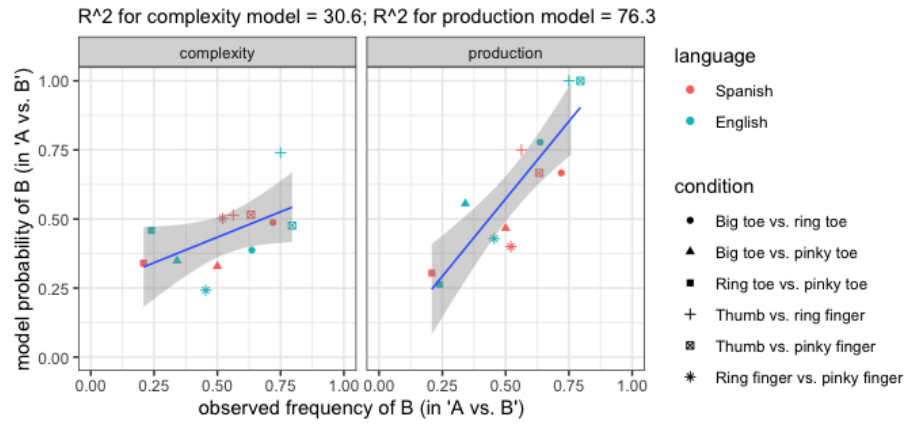 R^2 for complexity model = 30.6; R^2 for production model = 76.3
complexity
production
language
Spanish
English
condition
Big toe vs. ring toe
Big toe vs. pinky toe
Ring toe vs. pinky toe
Thumb vs. ring finger
Thumb vs. pinky finger
Ring finger vs. pinky finger
model probability of B (in 'A vs. B')
1.00
0.75
0.50
0.25
0.00
0.00 0.25 0.50 0.75 1.00 0.00 0.25 0.50 0.75 1.00
observed frequency of B (in 'A vs. B')